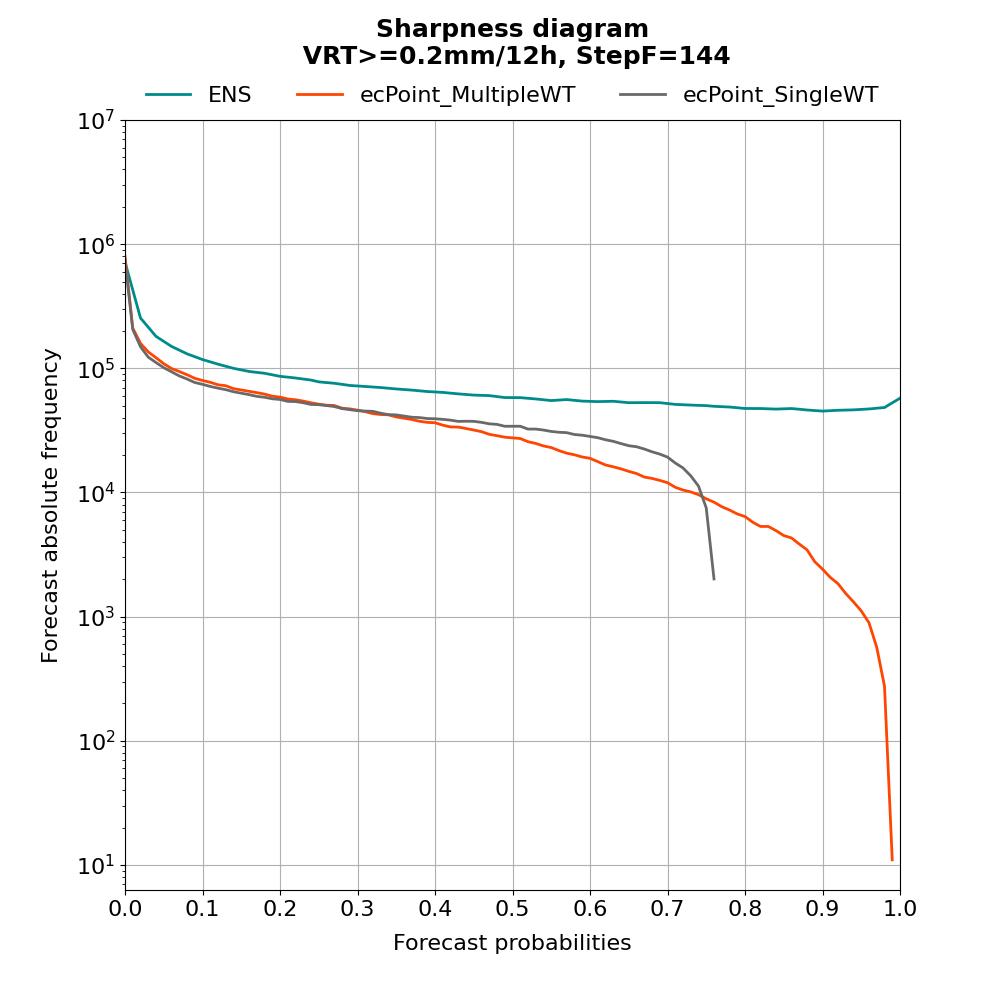 Sharpness diagram
VRT>=0.2mm/12h, StepF=144
ENS ecPoint_MultipleWT ecPoint_SingleWT
10⁷
10⁶
10⁵
10⁴
10³
10²
10¹
Forecast absolute frequency
0.0 0.1 0.2 0.3 0.4 0.5 0.6 0.7 0.8 0.9 1.0
Forecast probabilities